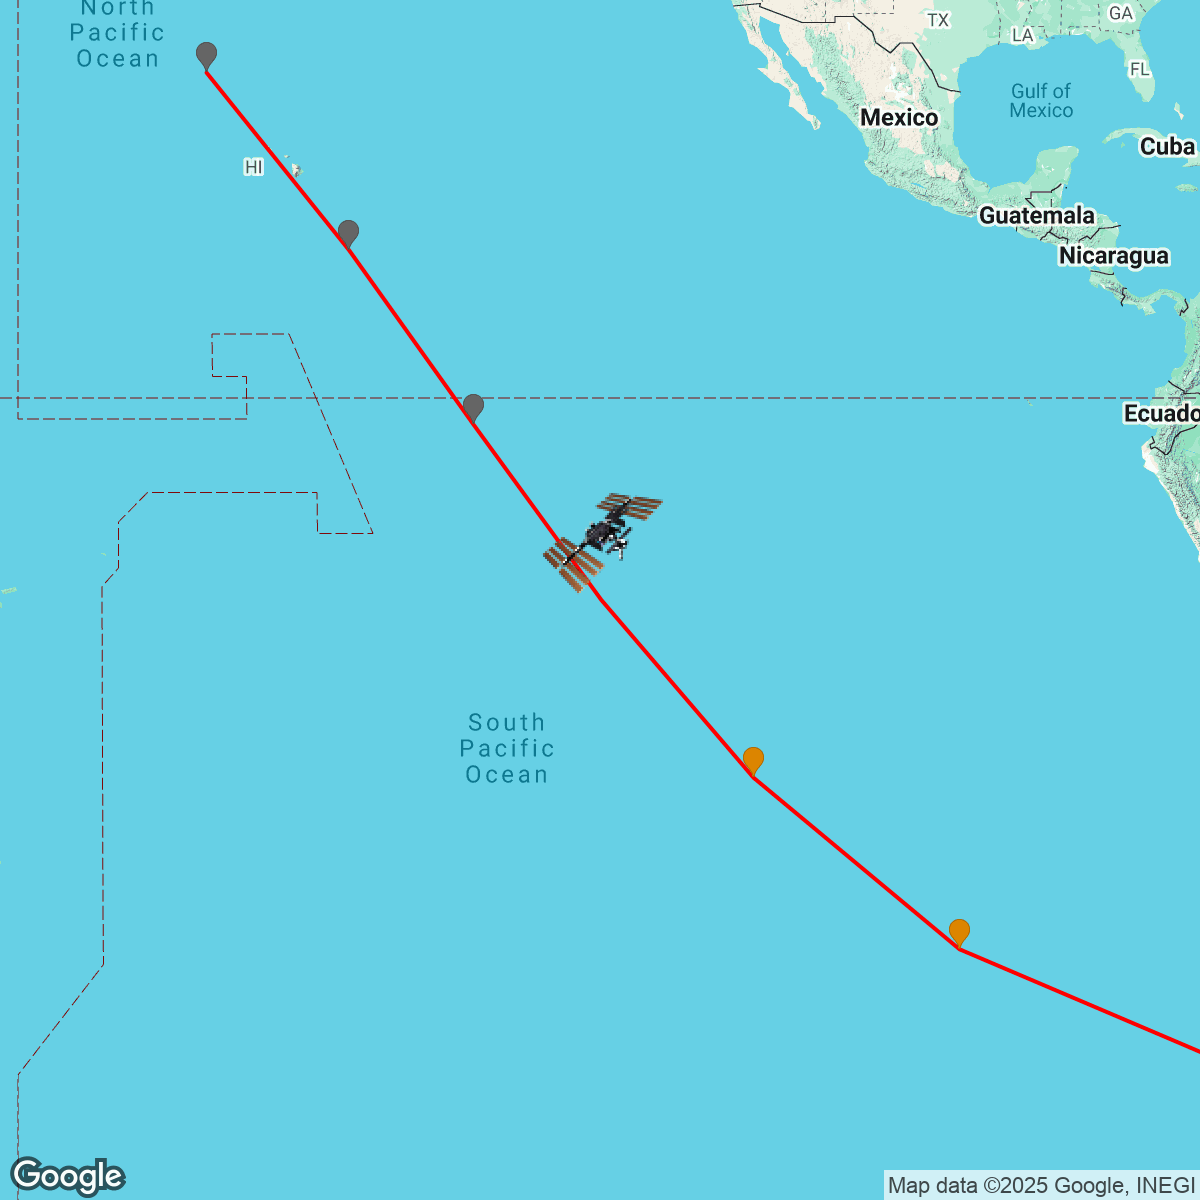 North
Pacific
Ocean
TX
LA
GA
FL
Gulf of
Mexico
Mexico
Cuba
HI
Guatemala
Nicaragua
Ecuado
South
Pacific
Ocean
Google
Map data ©2025 Google, INEGI